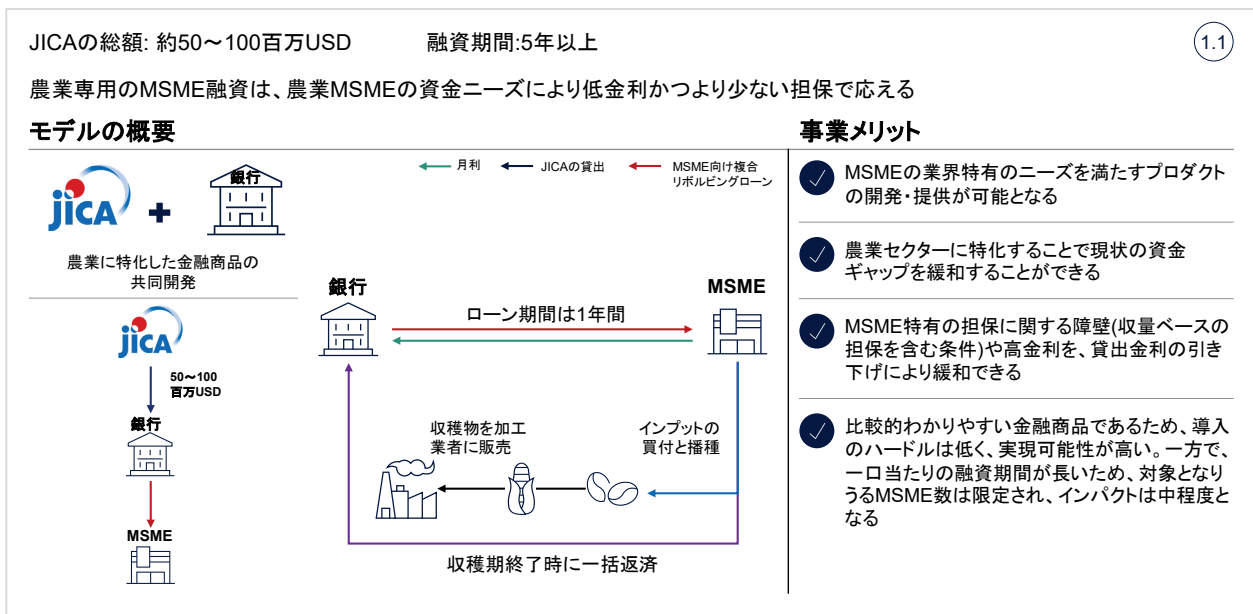 JICAの総額: 約50～100百万USD 融資期間:5年以上
1.1
農業専用のMSME融資は、農業MSMEの資金ニーズにより低金利かつより少ない担保で応える
モデルの概要
月利
JICAの貸出
MSME向け複合
リボルビングローン
JICA
+
銀行
農業に特化した金融商品の
共同開発
JICA
50～100
百万USD
銀行
MSME
銀行
MSME
ローン期間は1年間
収穫物を加工
業者に販売
インプットの
買付と播種
収穫期終了時に一括返済
事業メリット
MSMEの業界特有のニーズを満たすプロダクト
の開発・提供が可能となる
農業セクターに特化することで現状の資金
ギャップを緩和することができる
MSME特有の担保に関する障壁(収量ベースの
担保を含む条件)や高金利を、貸出金利の引き
下げにより緩和できる
比較的わかりやすい金融商品であるため、導入
のハードルは低く、実現可能性が高い。一方で、
一口当たりの融資期間が長いため、対象となり
うるMSME数は限定され、インパクトは中程度と
なる